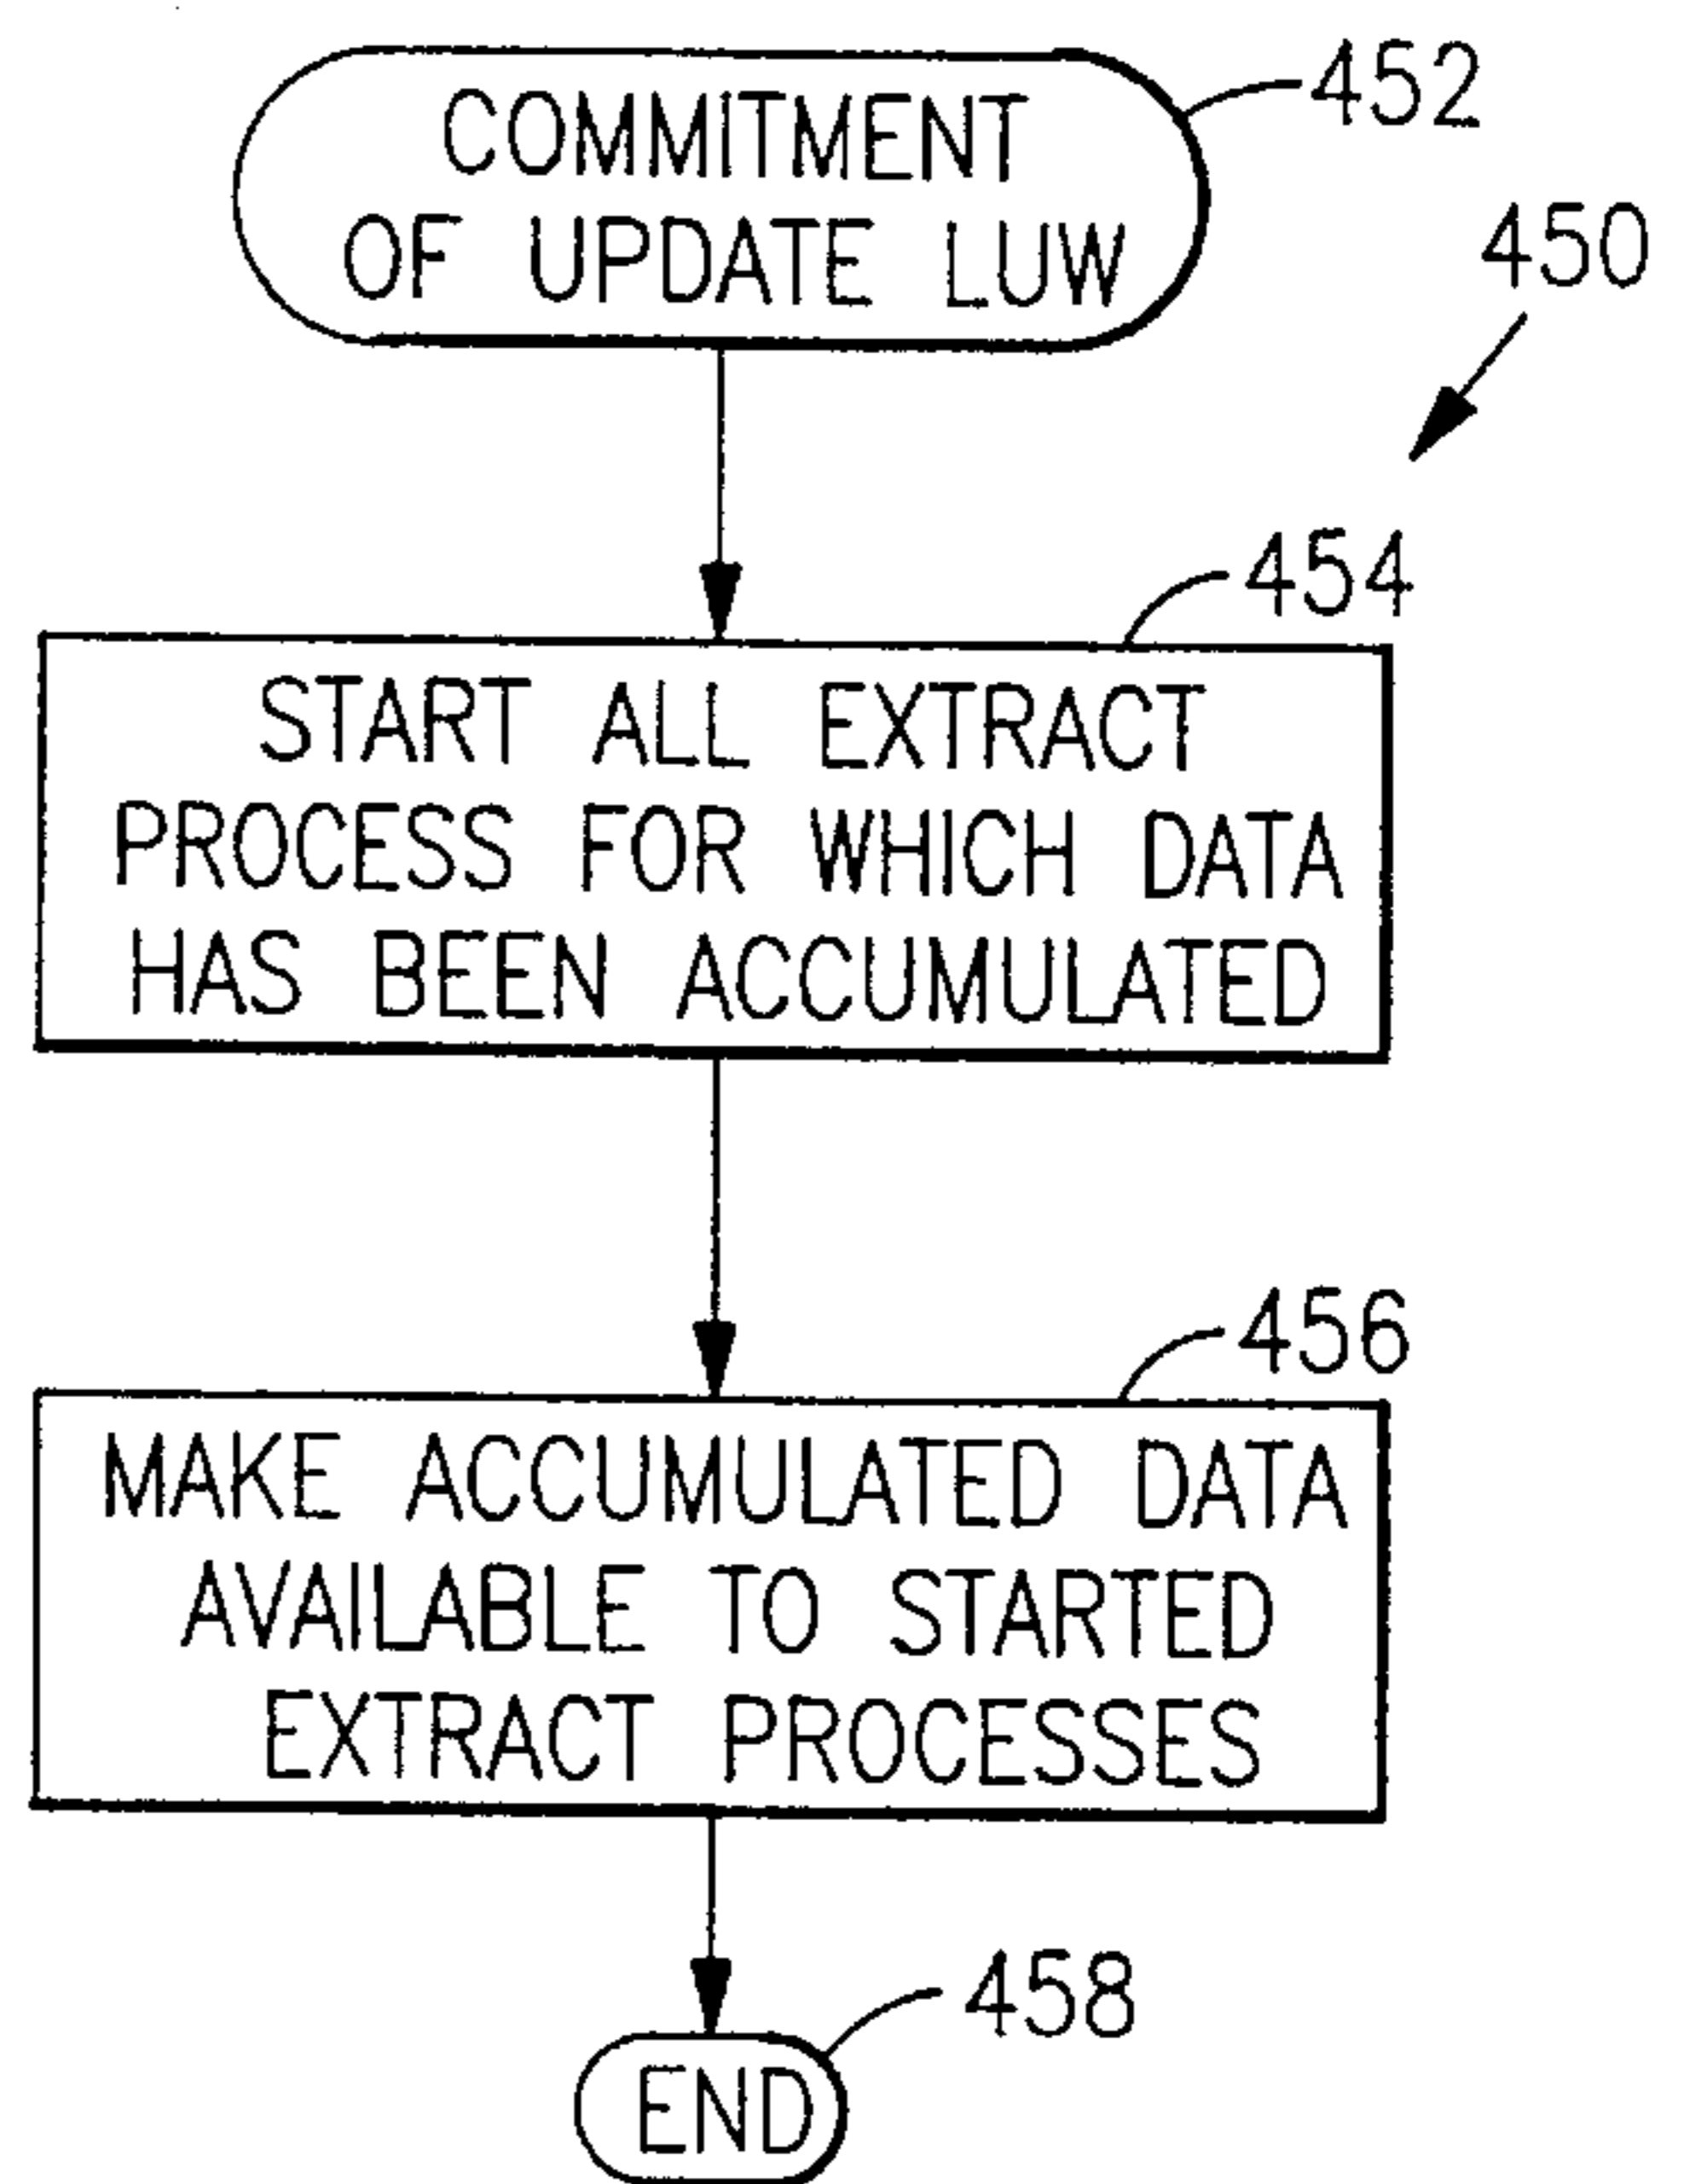 COMMITMENT
OF UPDATE LUW
452
450
454
START ALL EXTRACT
PROCESS FOR WHICH DATA
HAS BEEN ACCUMULATED
456
MAKE ACCUMULATED DATA
AVAILABLE TO STARTED
EXTRACT PROCESSES
458
END